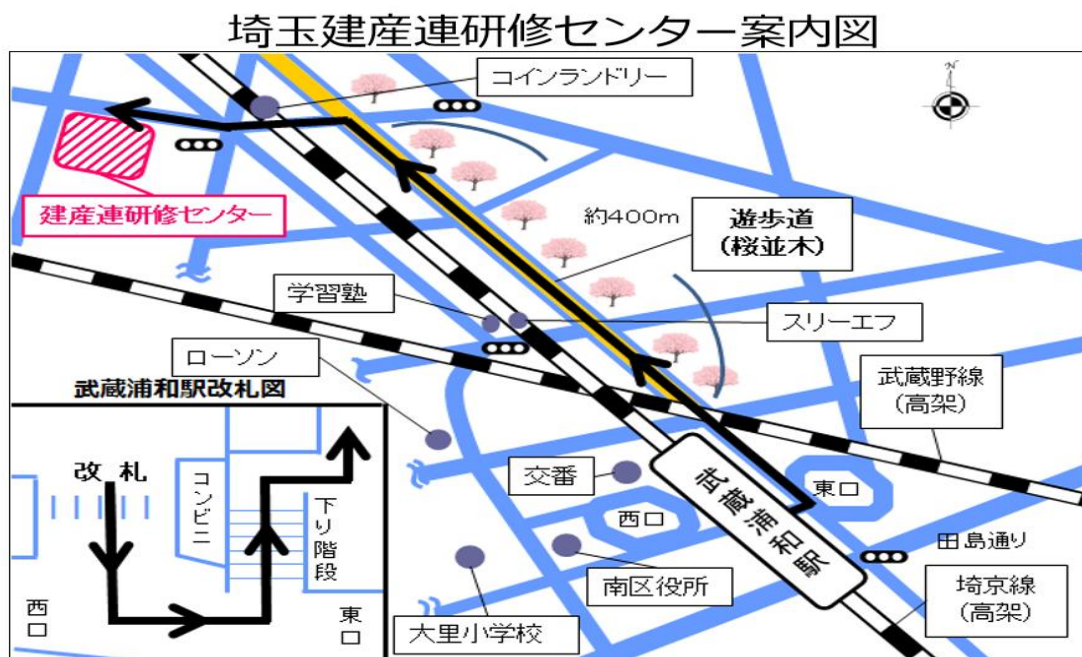 埼玉建産連研修センター案内図
コインランドリー
N
建産連研修センター
約400m
遊歩道
(桜並木)
学習塾
スリーエフ
ローソン
武蔵野線
(高架)
武蔵浦和駅改札図
改札
コンビニ
下り階段
西口
東口
交番
西口
武蔵浦和駅
東口
田島通り
南区役所
埼京線
(高架)
大里小学校